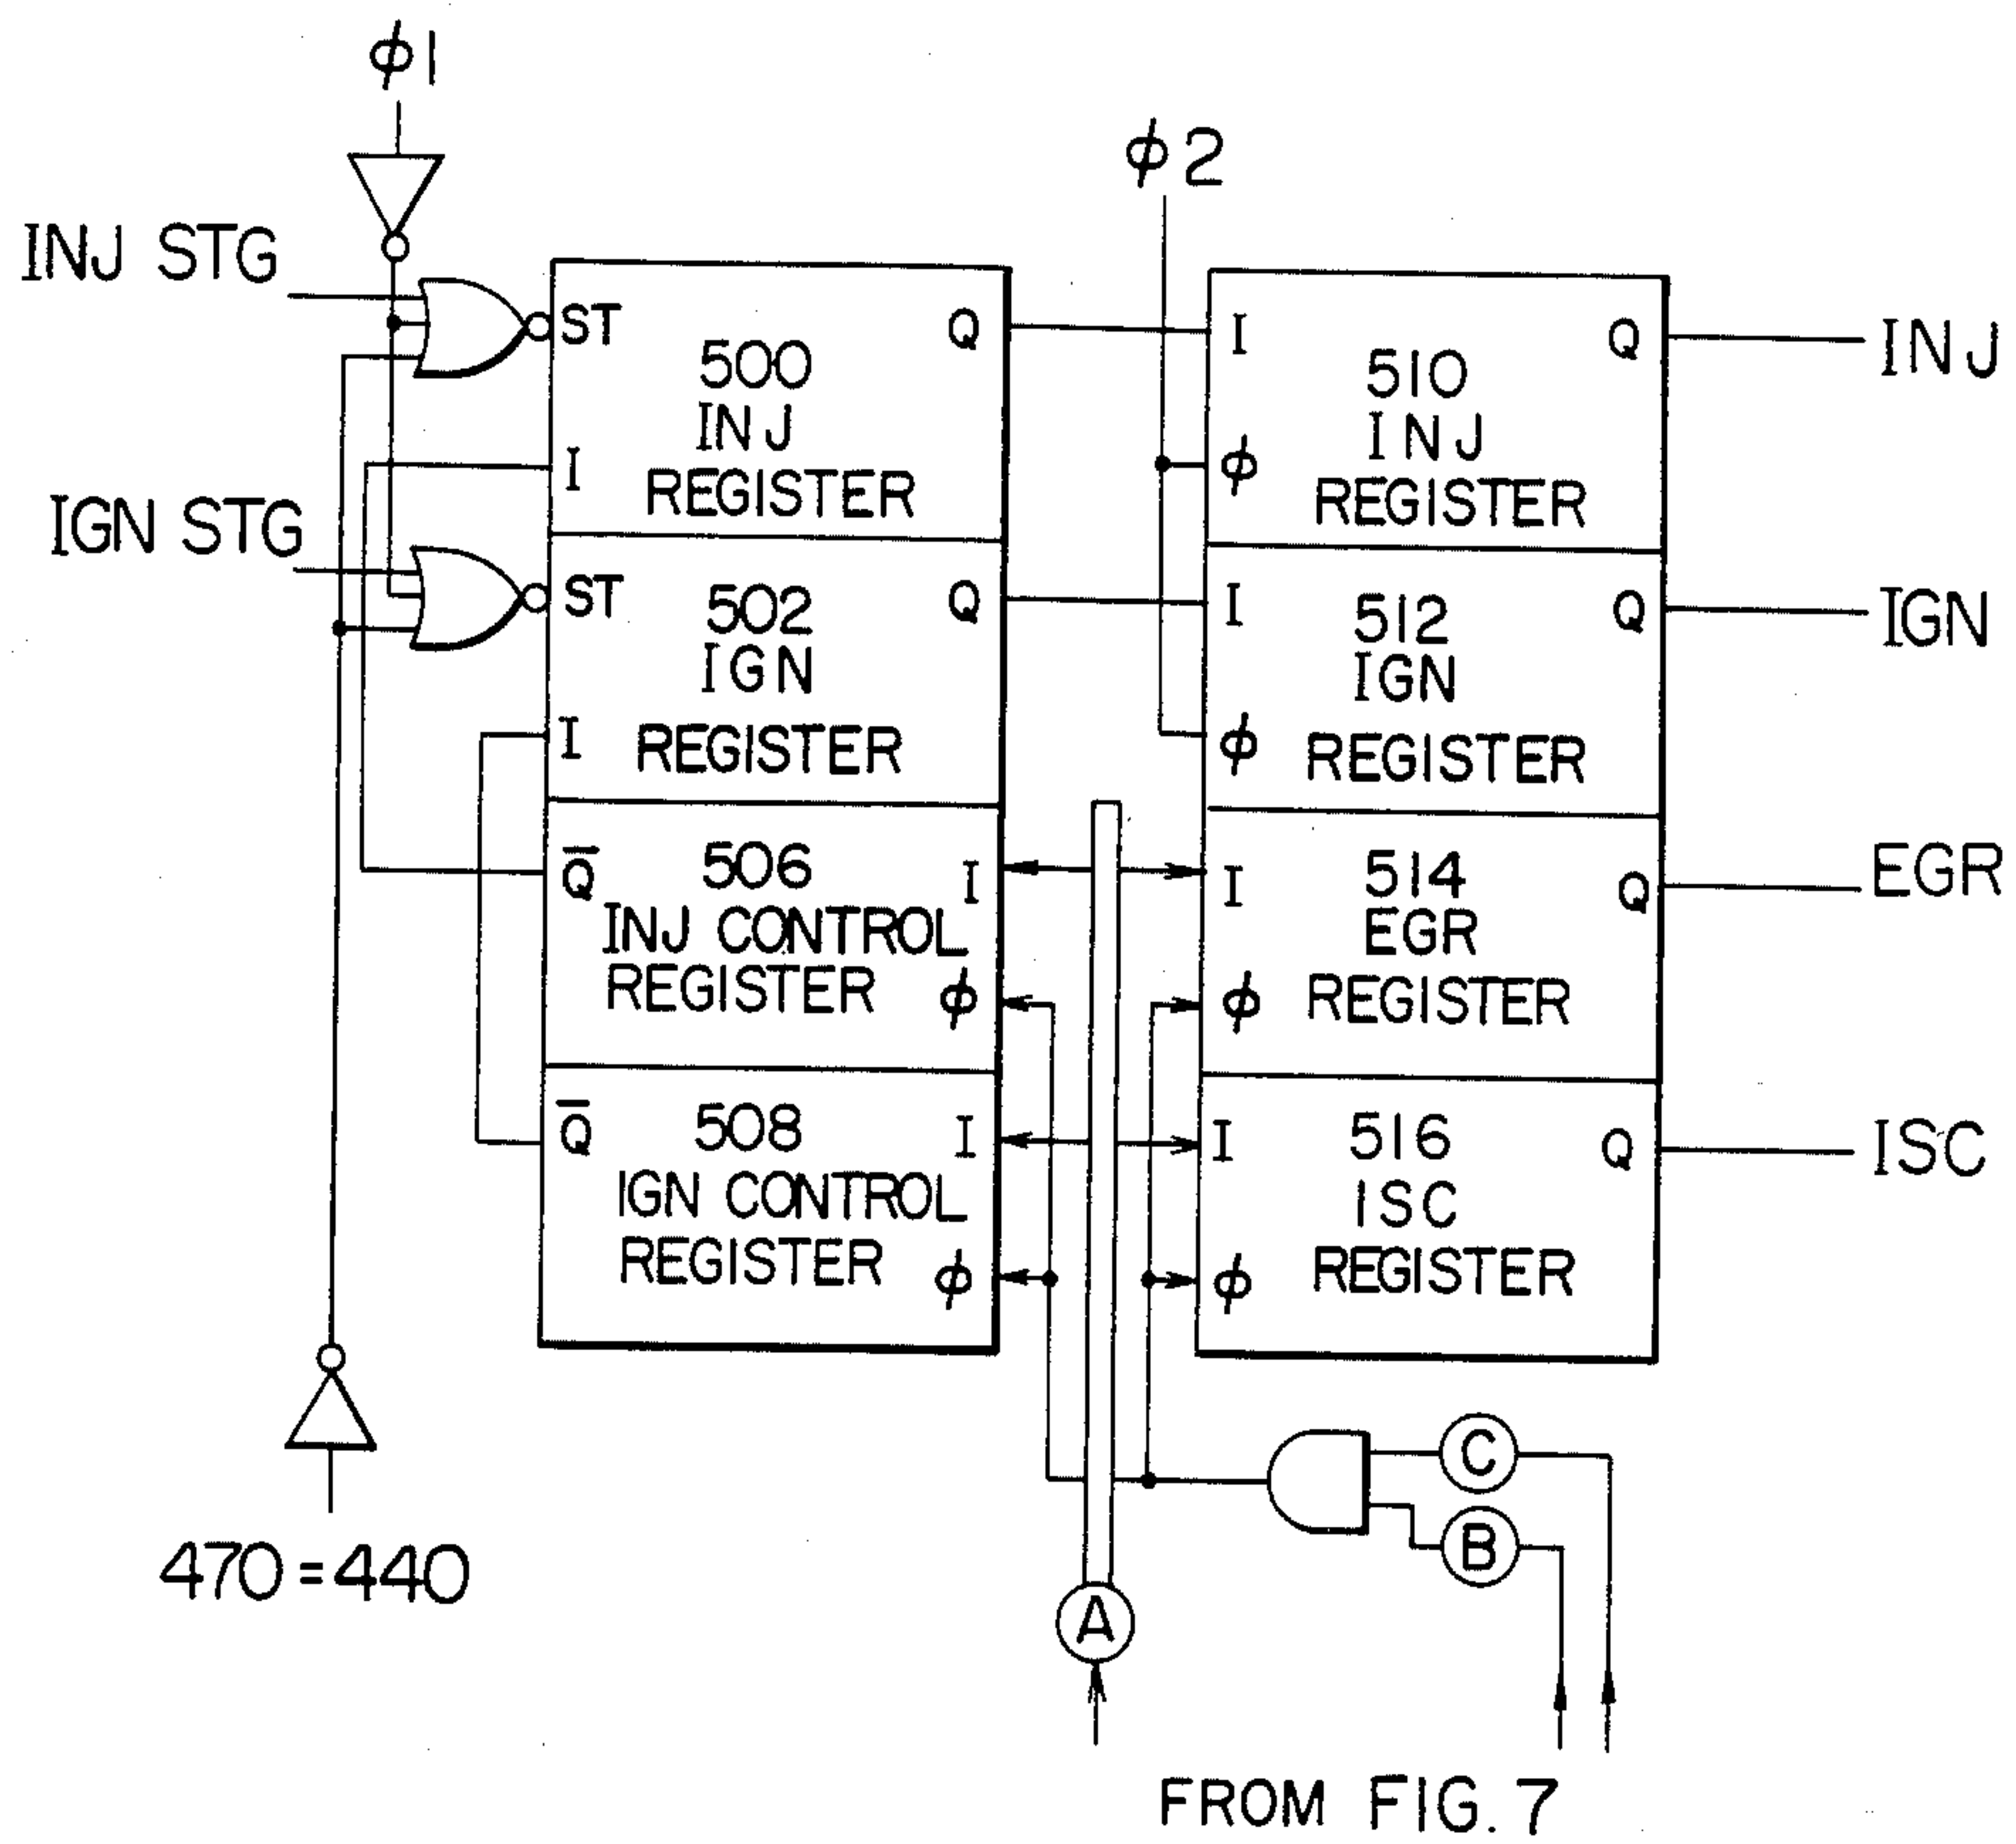 ϕ1
ϕ2
INJ STG
ST
Q
I
Q
INJ
500
INJ
REGISTER
I
510
INJ
REGISTER
ϕ
IGN STG
ST
Q
I
Q
IGN
502
IGN
REGISTER
I
512
IGN
REGISTER
ϕ
Q̅
506
INJ CONTROL
REGISTER
I
ϕ
I
514
EGR
REGISTER
ϕ
Q
EGR
Q̅
508
IGN CONTROL
REGISTER
I
ϕ
I
516
ISC
REGISTER
ϕ
Q
ISC
C
B
470=440
A
FROM FIG. 7